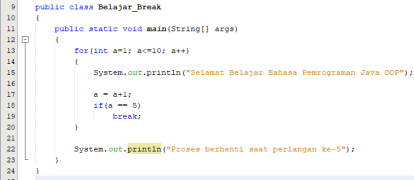 9 public class Belajar_Break
10 {
11 public static void main(String[] args)
12 {
13 for(int a=1; a<=10; a++)
14 {
15 System.out.println("Selamat Belajar Bahasa Pemrograman Java OOP");
16
17 a = a+1;
18 if(a == 5)
19 break;
20 }
21
22 System.out.println("Proses berhenti saat perlangan ke-5");
23 }
24 }